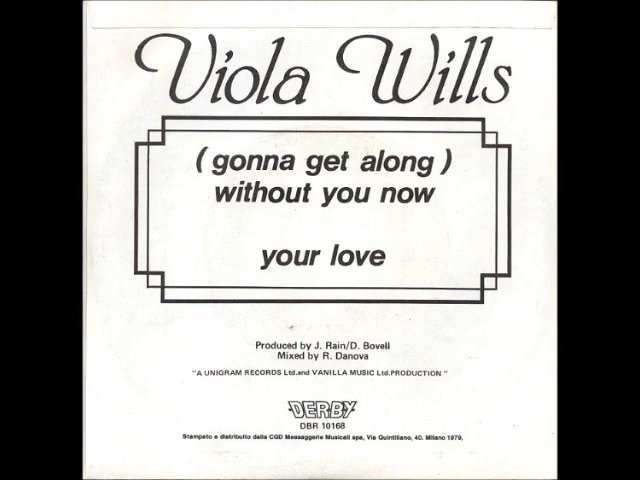 Viola Wills
(gonna get along)
without you now
your love
Produced by J. Rain/D. Bovell
Mixed by R. Danova
"A UNIGRAM RECORDS Ltd.and VANILLA MUSIC Ltd.PRODUCTION"
DERBY
DBR 10168
Stampato e distribuito dalla CGD Messaggerie Musicali spa, Via Quintiliano, 40. Milano 1979.